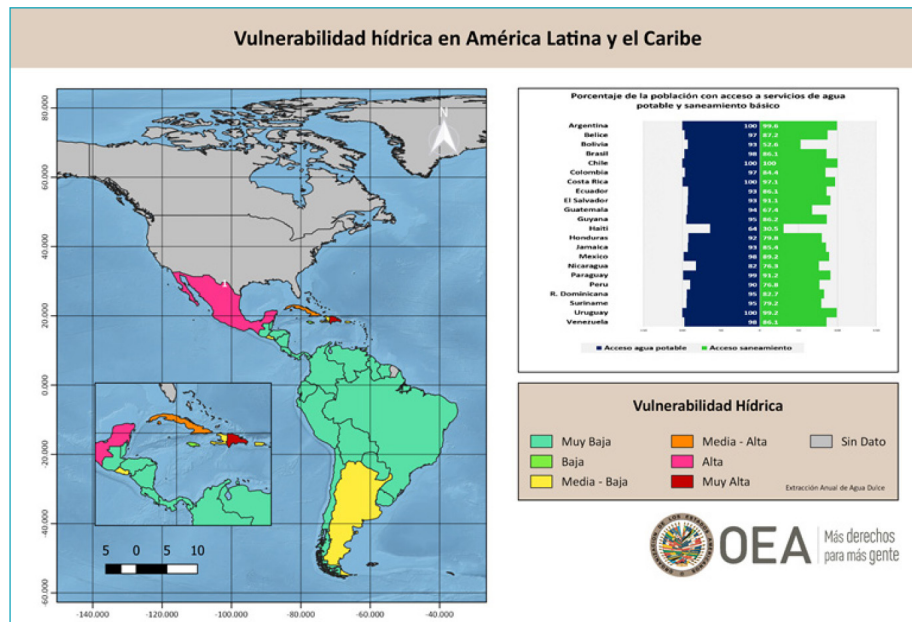 Vulnerabilidad hídrica en América Latina y el Caribe
N
80.000
60.000
40.000
20.000
0.000
-20.000
-40.000
-60.000
-140.000
-120.000
-100.000
-80.000
-60.000
-40.000
5 0 5 10
Porcentaje de la población con acceso a servicios de agua
potable y saneamiento básico
Argentina 100 99.6
Belice 97 87.2
Bolivia 93 52.6
Brasil 98 86.1
Chile 100 100
Colombia 97 84.4
Costa Rica 100 97.1
Ecuador 93 86.1
El Salvador 93 91.1
Guatemala 94 67.4
Guyana 95 86.2
Haití 64 30.5
Honduras 92 79.8
Jamaica 93 85.4
Mexico 98 89.2
Nicaragua 82 76.3
Paraguay 99 91.2
Peru 90 76.8
R. Dominicana 95 82.7
Suriname 95 79.2
Uruguay 100 99.2
Venezuela 98 86.1
Acceso agua potable Acceso saneamiento
Vulnerabilidad Hídrica
Muy Baja Media - Alta Sin Dato
Baja Alta
Media - Baja Muy Alta
Extracción Anual de Agua Dulce
OEA
Más derechos
para más gente